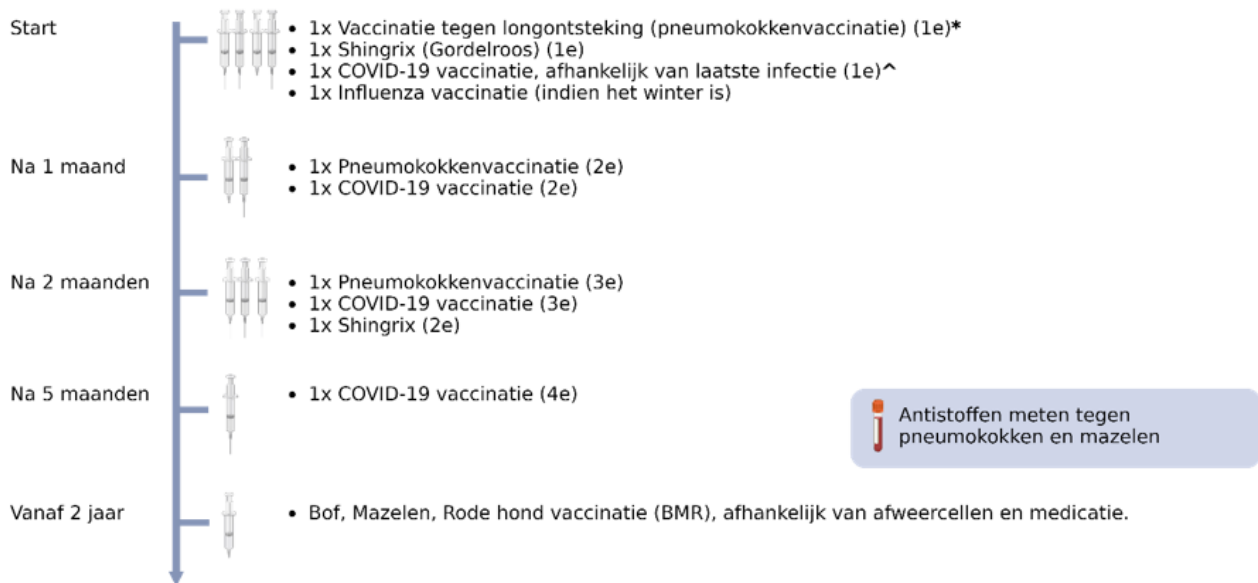 Start
• 1x Vaccinatie tegen longontsteking (pneumokokkenvaccinatie) (1e)*
• 1x Shingrix (Gordelroos) (1e)
• 1x COVID-19 vaccinatie, afhankelijk van laatste infectie (1e)^
• 1x Influenza vaccinatie (indien het winter is)
Na 1 maand
• 1x Pneumokokkenvaccinatie (2e)
• 1x COVID-19 vaccinatie (2e)
Na 2 maanden
• 1x Pneumokokkenvaccinatie (3e)
• 1x COVID-19 vaccinatie (3e)
• 1x Shingrix (2e)
Na 5 maanden
• 1x COVID-19 vaccinatie (4e)
Antistoffen meten tegen
pneumokokken en mazelen
Vanaf 2 jaar
• Bof, Mazelen, Rode hond vaccinatie (BMR), afhankelijk van afweercellen en medicatie.